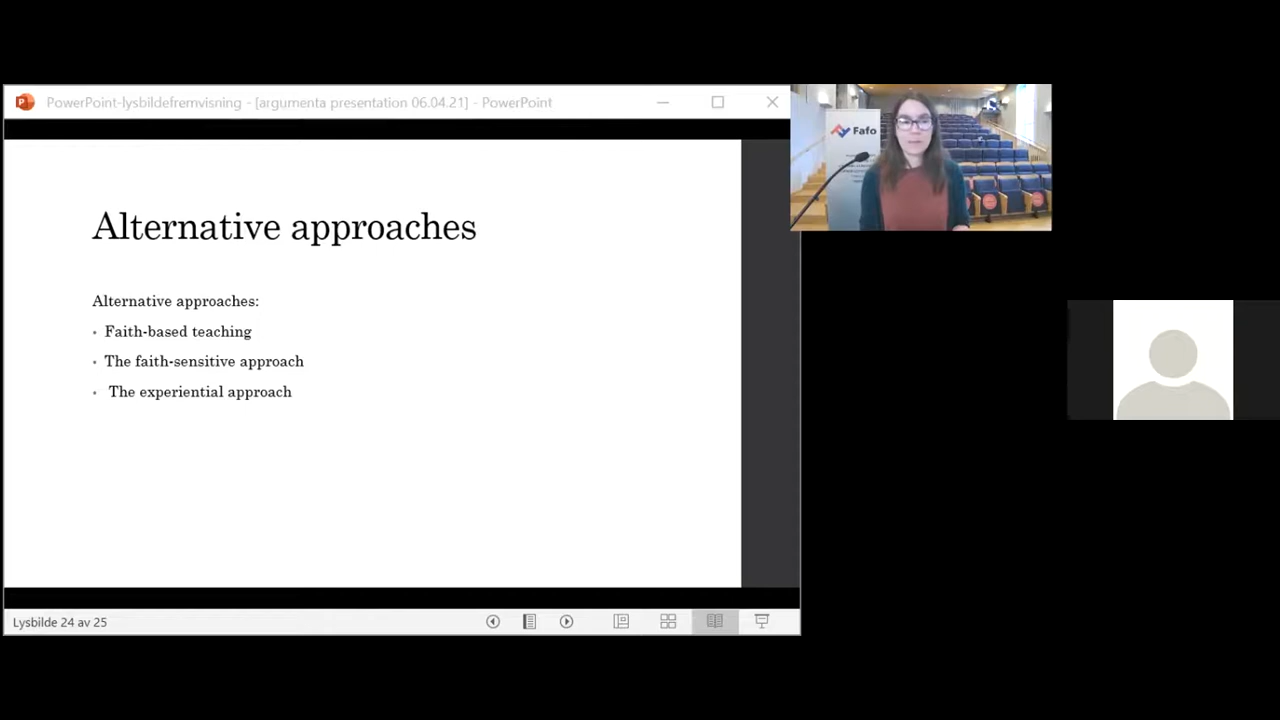 PowerPoint-lysbildefremvisning - [argumenta presentation 06.04.21] - PowerPoint
Fafo
Alternative approaches
Alternative approaches:
• Faith-based teaching
• The faith-sensitive approach
• The experiential approach
Lysbilde 24 av 25